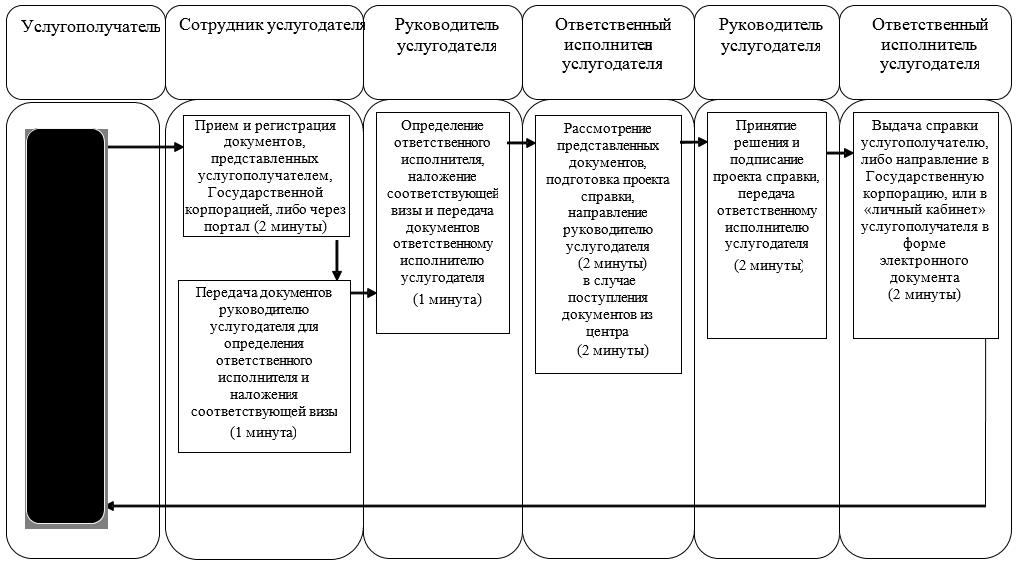 Услугополучатель
Сотрудник услугодателя
Руководитель
услугодателя
Ответственный
исполнител
услугодателя
Руководитель
услугодателя
Ответственный
исполнитель
услугодателя
Прием и регистрация
документов,
представленных
услугополучателем,
Государственной
корпорацией, либо через
портал (2 минуты)
Передача документов
руководителю
услугодателя для
определения
ответственного
исполнителя и
наложения
соответствующей визы
(1 минута)
Определение
ответственного
исполнителя,
наложение
соответствующей
визы и передача
документов
ответственному
исполнителю
услугодателя
(1 минута)
Рассмотрение
представленных
документов,
подготовка проекта
справки,
направление
руководителю
услугодателя
(2 минуты)
в случае
поступления
документов из
центра
(2 минуты)
Принятие
решения и
подписание
проекта справки,
передача
ответственному
исполнителю
услугодателя
(2 минуты)
Выдача справки
услугополучателю,
либо направление в
Государственную
корпорацию, или в
«личный кабинет»
услугополучателя в
форме
электронного
документа
(2 минуты)